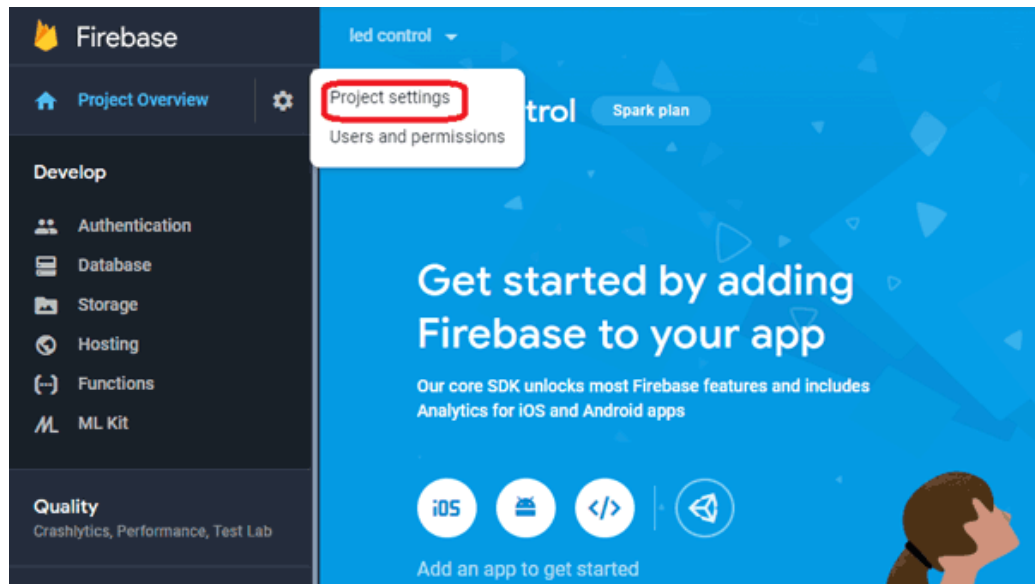 Firebase
led control
Project Overview
Project settings
Users and permissions
trol
Spark plan
Develop
Authentication
Database
Storage
Hosting
Functions
ML Kit
Quality
Crashlytics, Performance, Test Lab
Get started by adding
Firebase to your app
Our core SDK unlocks most Firebase features and includes
Analytics for iOS and Android apps
iOS
Add an app to get started